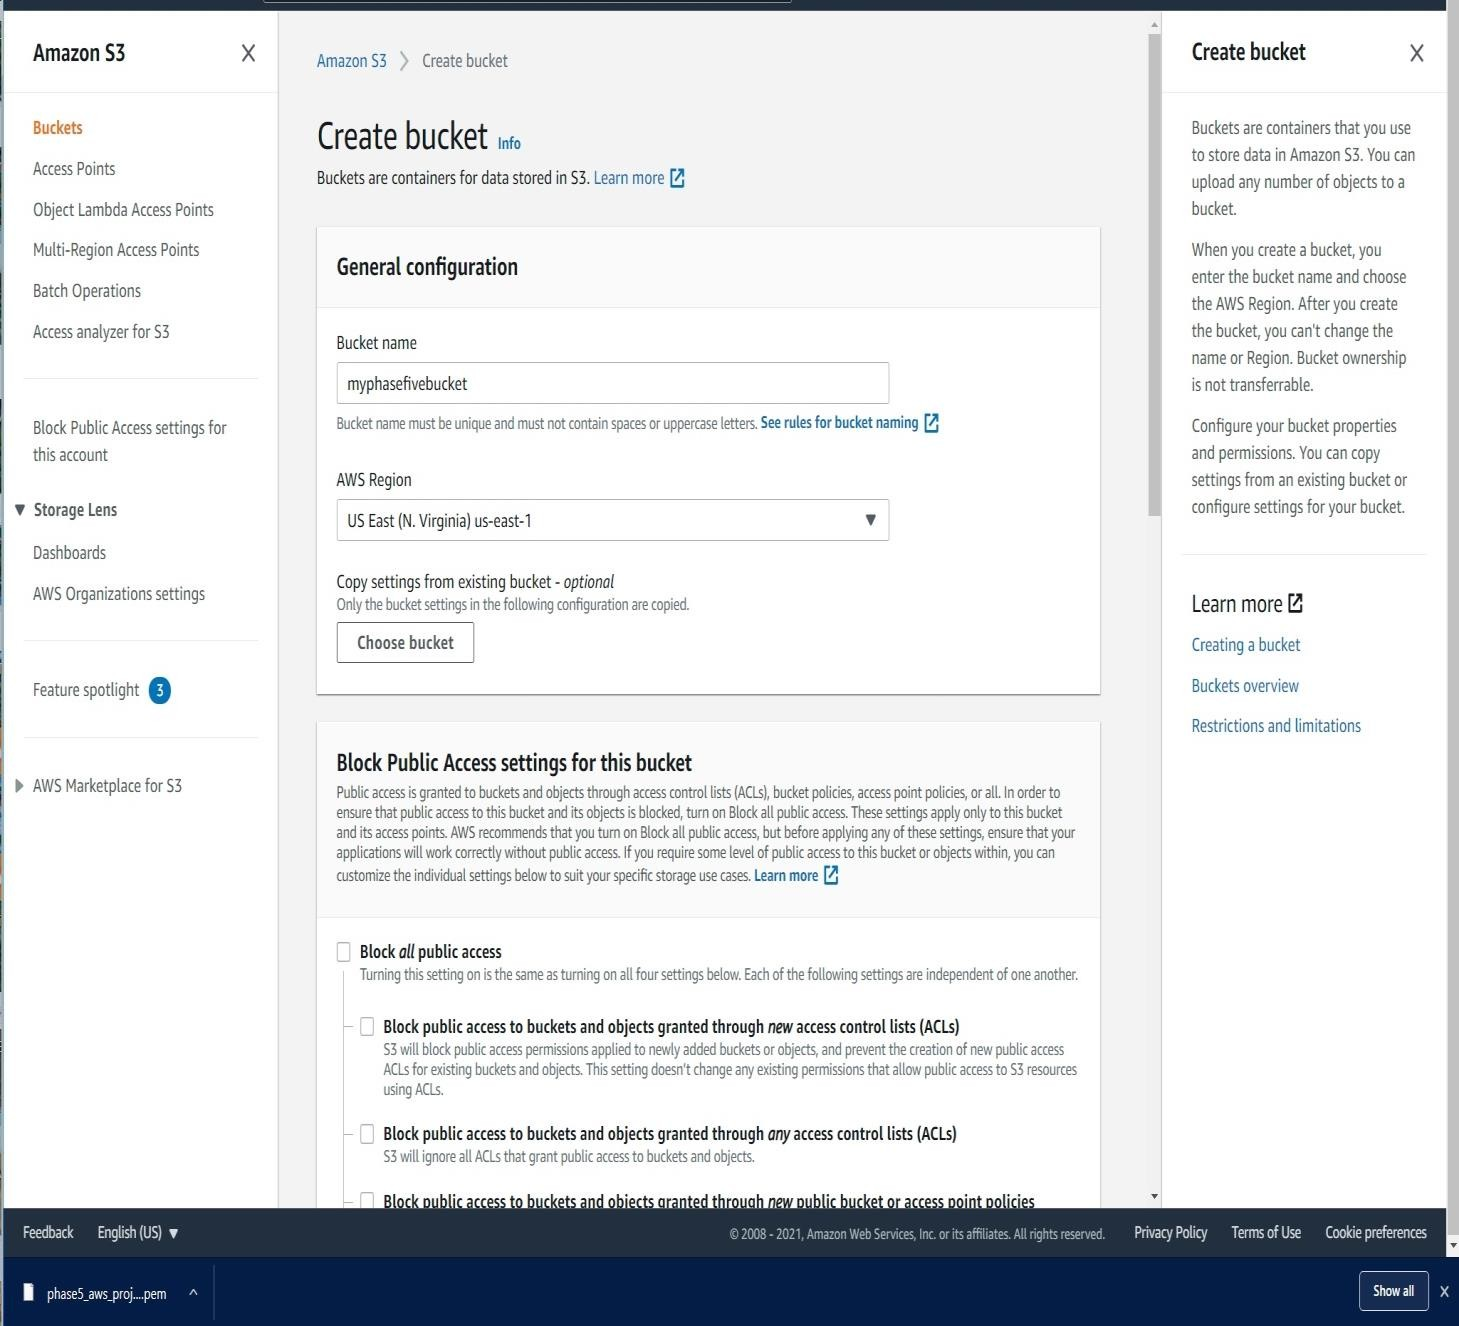 Amazon S3
X
Buckets
Access Points
Object Lambda Access Points
Multi-Region Access Points
Batch Operations
Access analyzer for S3
Block Public Access settings for
this account
Storage Lens
Dashboards
AWS Organizations settings
Feature spotlight 3
AWS Marketplace for S3
Amazon S3 > Create bucket
Create bucket Info
Buckets are containers for data stored in S3. Learn more
General configuration
Bucket name
myphasefivebucket
Bucket name must be unique and must not contain spaces or uppercase letters. See rules for bucket naming
AWS Region
US East (N. Virginia) us-east-1
Copy settings from existing bucket - optional
Only the bucket settings in the following configuration are copied.
Choose bucket
Block Public Access settings for this bucket
Public access is granted to buckets and objects through access control lists (ACLs), bucket policies, access point policies, or all. In order to
ensure that public access to this bucket and its objects is blocked, turn on Block all public access. These settings apply only to this bucket
and its access points. AWS recommends that you turn on Block all public access, but before applying any of these settings, ensure that your
applications will work correctly without public access. If you require some level of public access to this bucket or objects within, you can
customize the individual settings below to suit your specific storage use cases. Learn more
Block all public access
Turning this setting on is the same as turning on all four settings below. Each of the following settings are independent of one another.
Block public access to buckets and objects granted through new access control lists (ACLs)
S3 will block public access permissions applied to newly added buckets or objects, and prevent the creation of new public access
ACLs for existing buckets and objects. This setting doesn't change any existing permissions that allow public access to S3 resources
using ACLs.
Block public access to buckets and objects granted through any access control lists (ACLs)
S3 will ignore all ACLs that grant public access to buckets and objects.
Block public access to buckets and objects granted through new public bucket or access point policies
Create bucket
X
Buckets are containers that you use
to store data in Amazon S3. You can
upload any number of objects to a
bucket.
When you create a bucket, you
enter the bucket name and choose
the AWS Region. After you create
the bucket, you can't change the
name or Region. Bucket ownership
is not transferrable.
Configure your bucket properties
and permissions. You can copy
settings from an existing bucket or
configure settings for your bucket.
Learn more
Creating a bucket
Buckets overview
Restrictions and limitations
Feedback English (US)
© 2008 - 2021, Amazon Web Services, Inc. or its affiliates. All rights reserved. Privacy Policy Terms of Use Cookie preferences
phase5_aws_proj....pem
Show all X